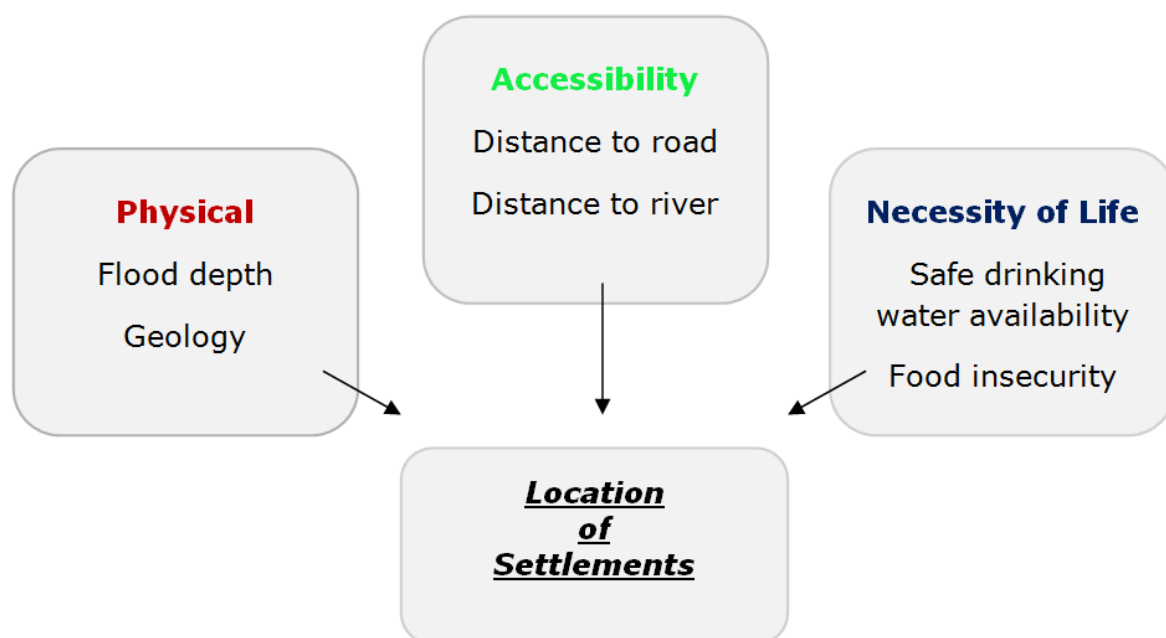 Accessibility
Distance to road
Distance to river
Physical
Flood depth
Geology
Necessity of Life
Safe drinking
water availability
Food insecurity
Location
of
Settlements